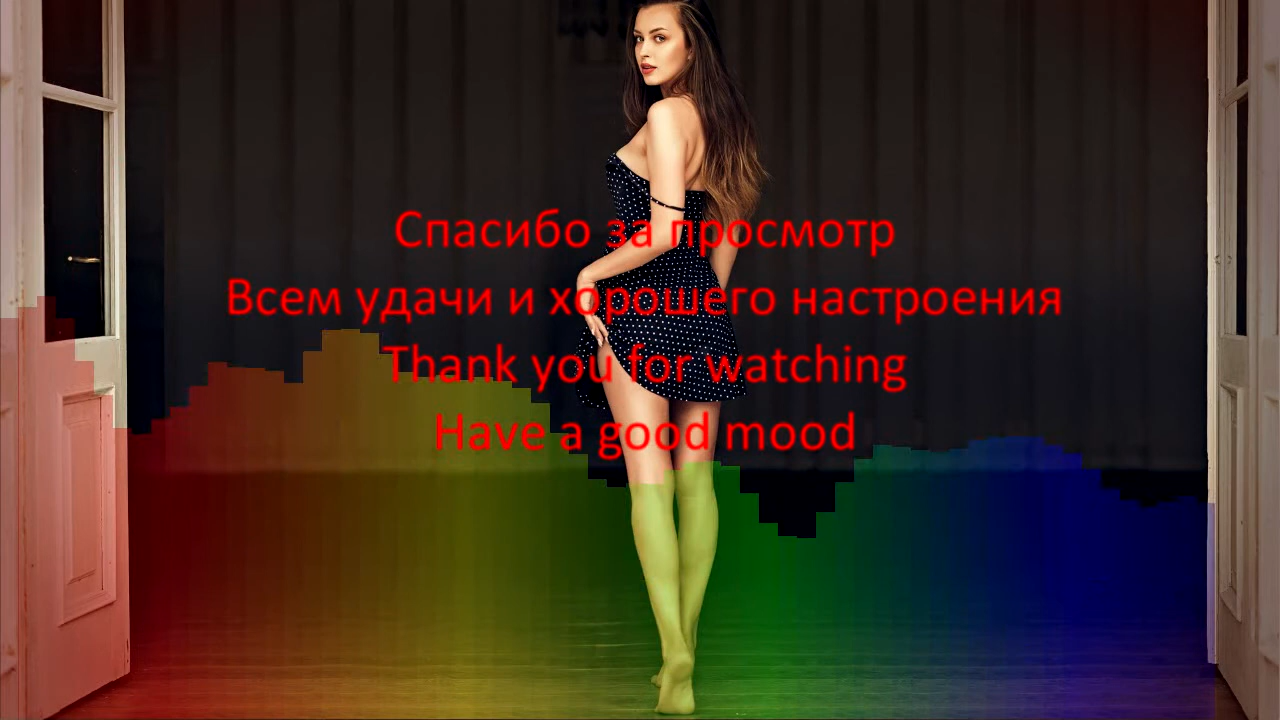 Спасибо за просмотр
Всем удачи и хорошего настроения
Thank you for watching
Have a good mood